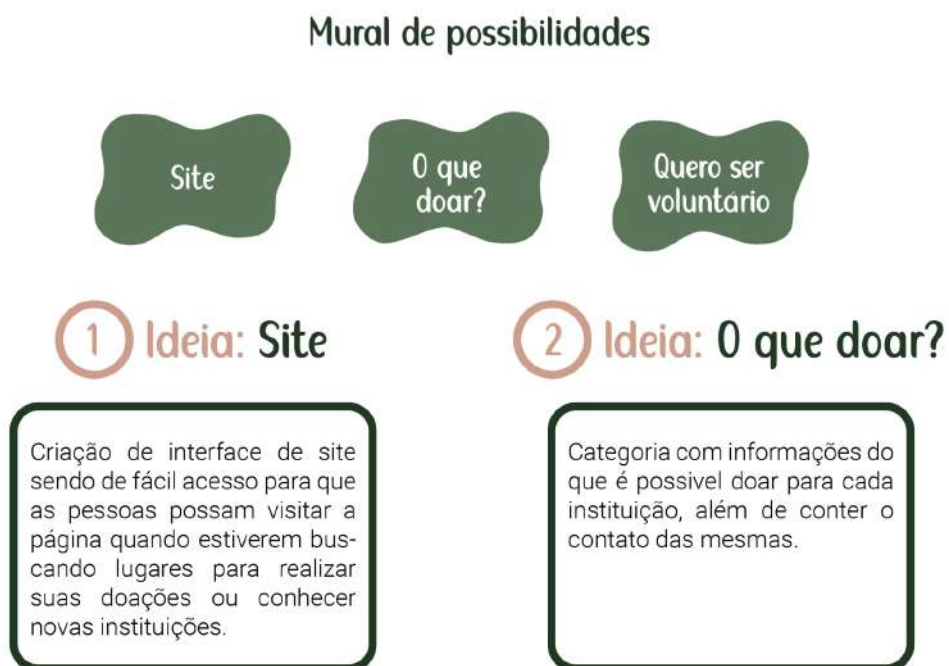 Mural de possibilidades
Site
O que
doar?
Quero ser
voluntário
1 Ideia: Site
Criação de interface de site
sendo de fácil acesso para que
as pessoas possam visitar a
página quando estiverem bus-
cando lugares para realizar
suas doações ou conhecer
novas instituições.
2 Ideia: O que doar?
Categoria com informações do
que é possivel doar para cada
instituição, além de conter o
contato das mesmas.